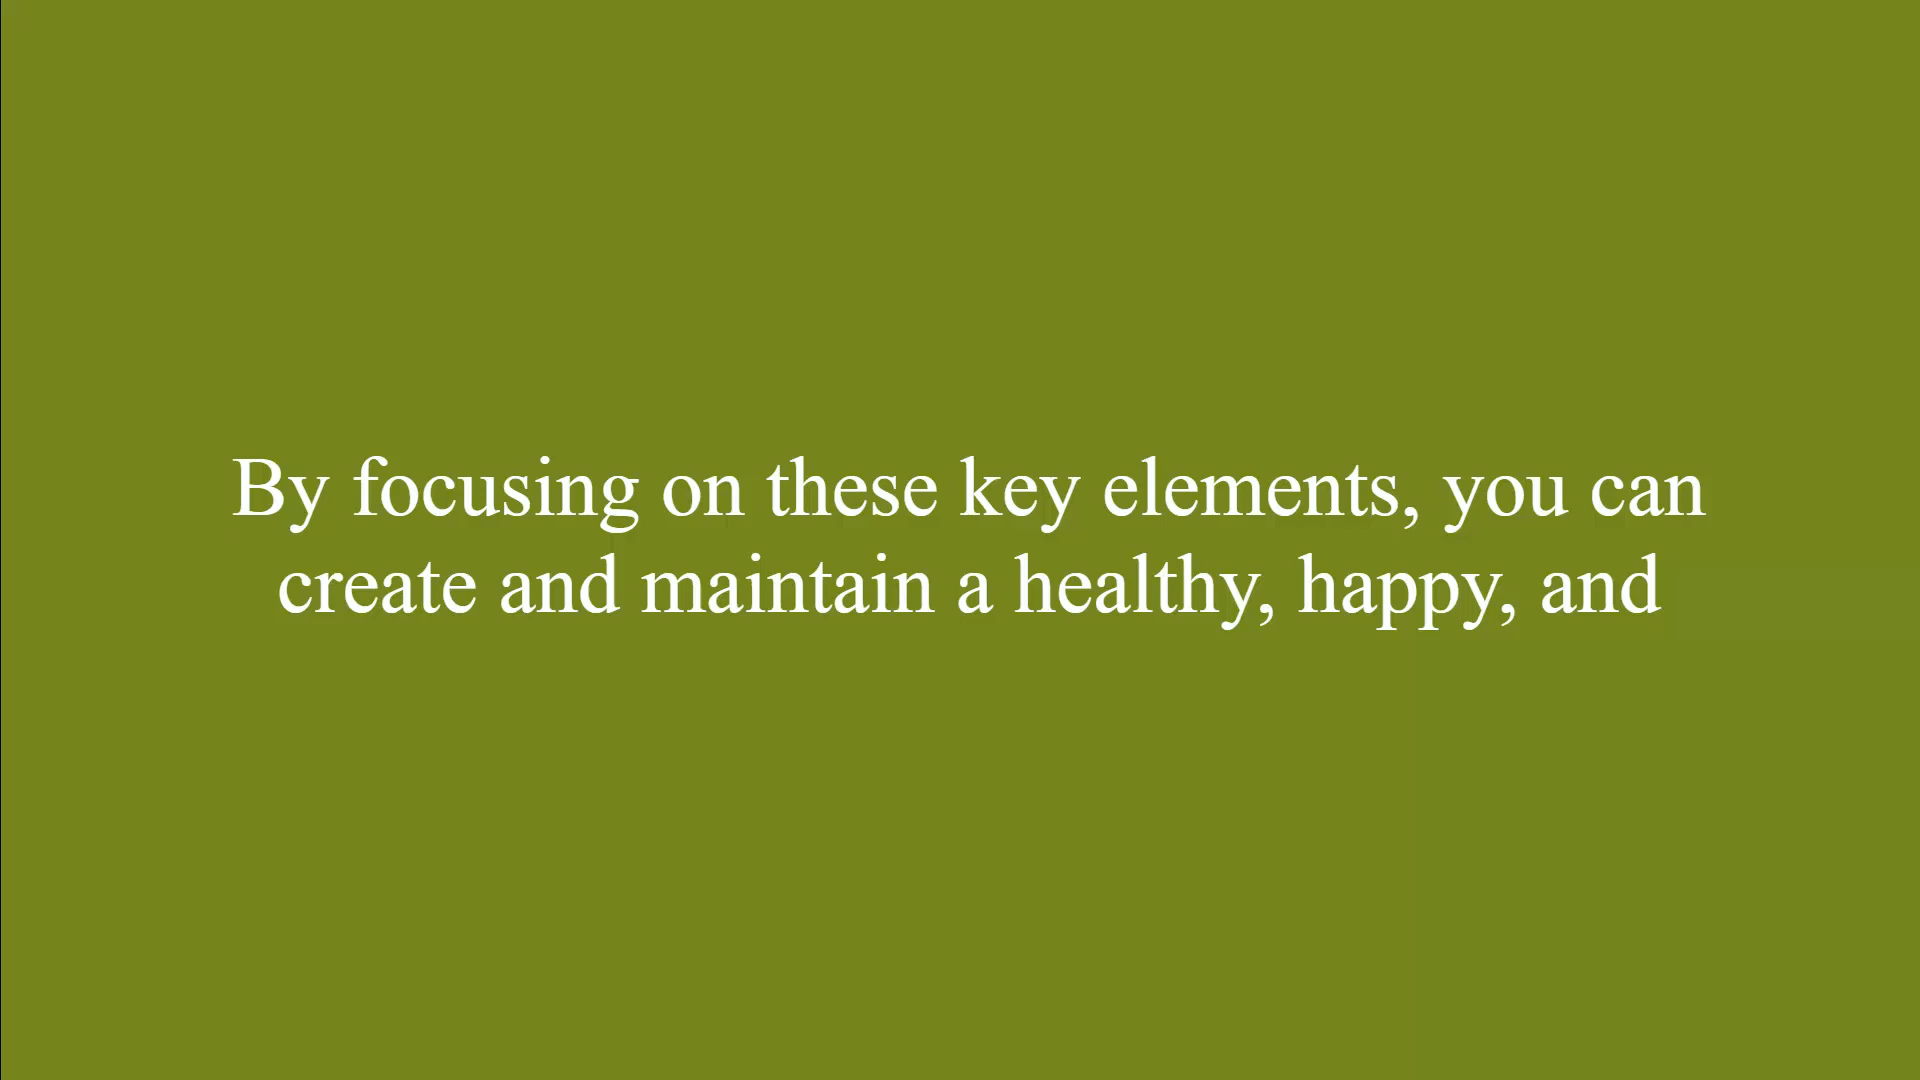 By focusing on these key elements, you can
create and maintain a healthy, happy, and